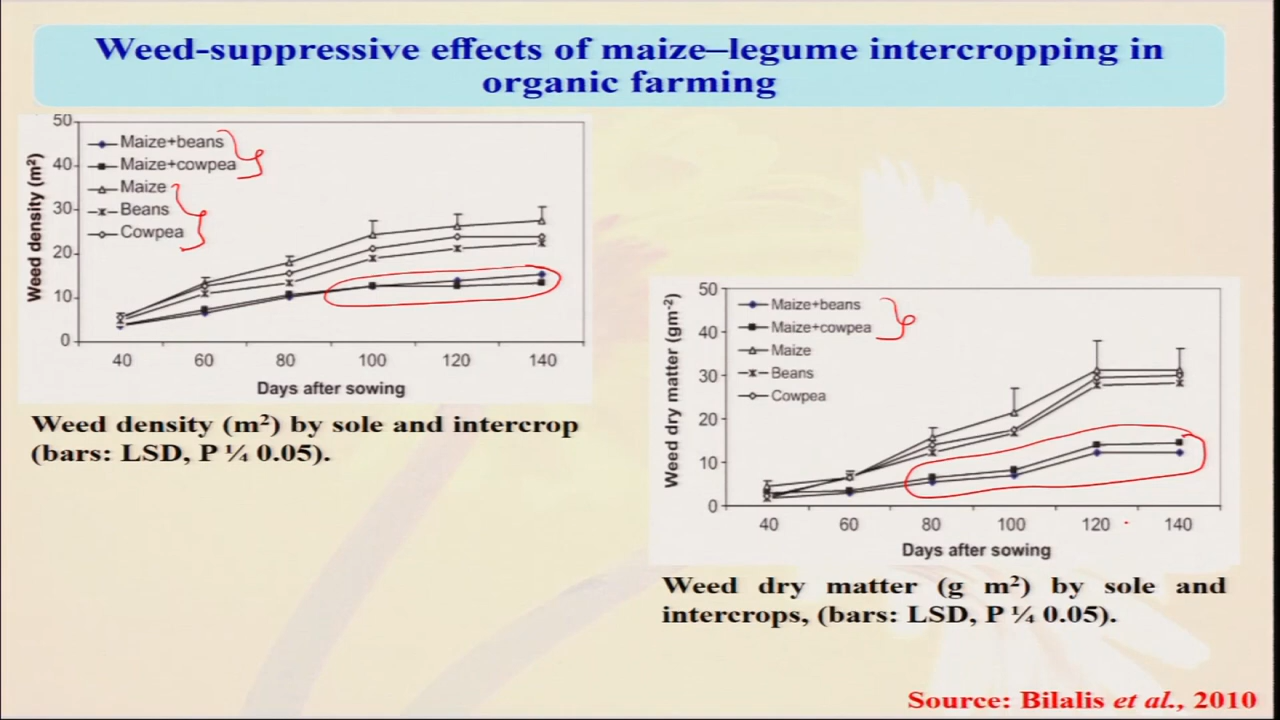 Weed-suppressive effects of maize–legume intercropping in
organic farming
50
40
30
20
10
0
Weed density (m²)
Maize+beans
Maize+cowpea
Maize
Beans
Cowpea
40 60 80 100 120 140
Days after sowing
Weed density (m²) by sole and intercrop
(bars: LSD, P ¼ 0.05).
50
40
30
20
10
0
Weed dry matter (gm⁻²)
Maize+beans
Maize+cowpea
Maize
Beans
Cowpea
40 60 80 100 120 140
Days after sowing
Weed dry matter (g m²) by sole and
intercrops, (bars: LSD, P ¼ 0.05).
Source: Bilalis et al., 2010